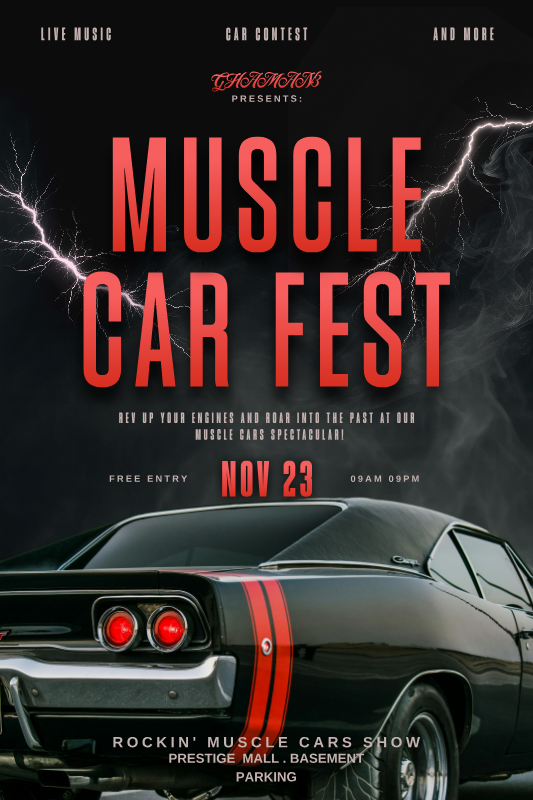 LIVE MUSIC
CAR CONTEST
AND MORE
GHAMAN'S
PRESENTS:
MUSCLE
CAR FEST
REV UP YOUR ENGINES AND ROAR INTO THE PAST AT OUR
MUSCLE CARS SPECTACULAR!
FREE ENTRY
NOV 23
09AM 09PM
ROCKIN' MUSCLE CARS SHOW
PRESTIGE MALL . BASEMENT
PARKING